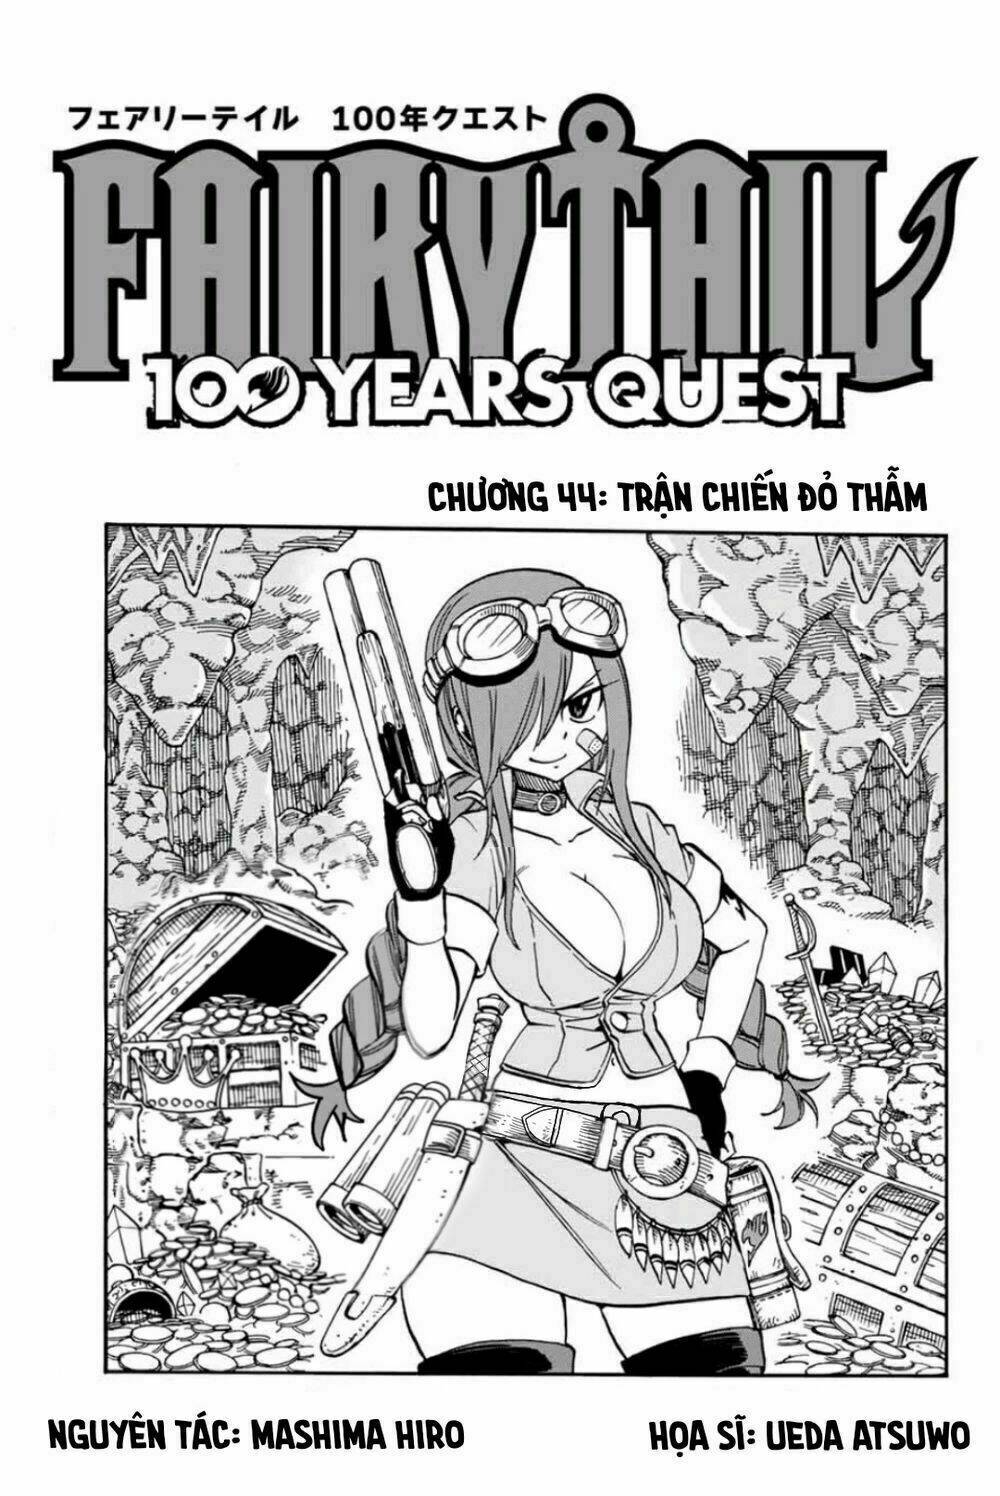 フェアリーテイル 100年クエスト
FAIRY TAIL
100 YEARS QUEST
CHƯƠNG 44: TRẬN CHIẾN ĐỎ THẪM
NGUYÊN TÁC: MASHIMA HIRO
HỌA SĨ: UEDA ATSUWO